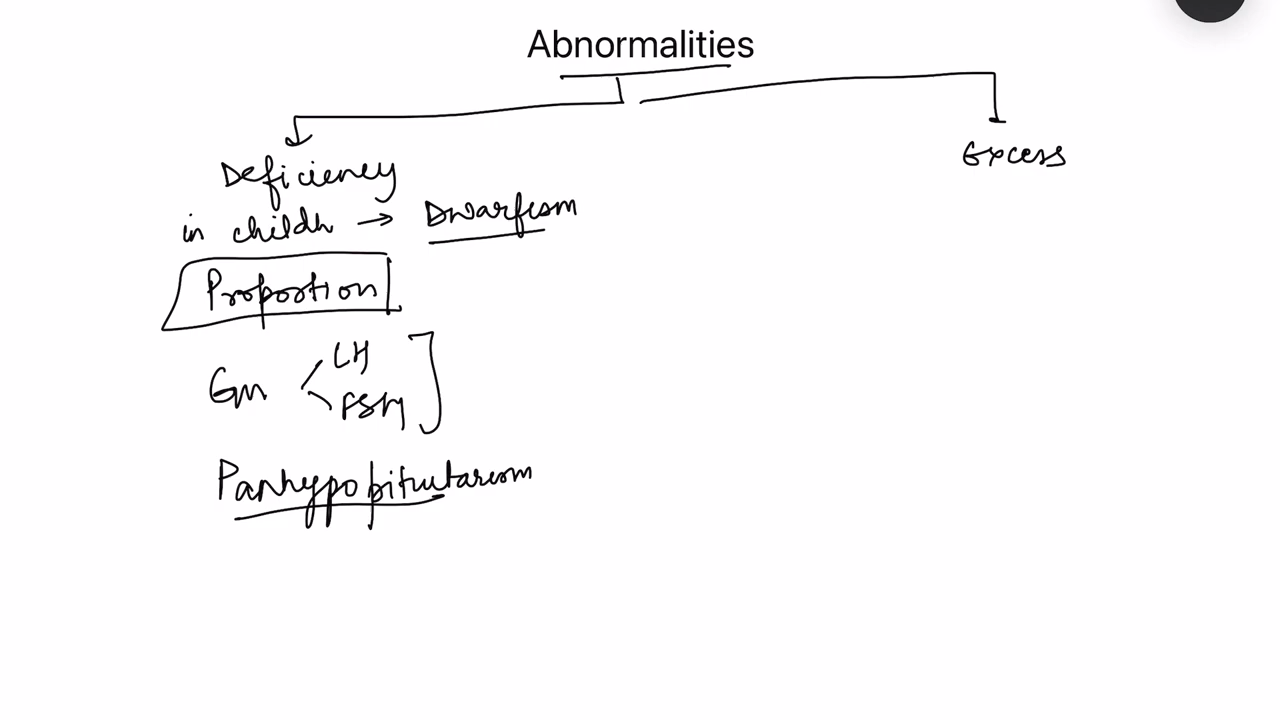 Abnormalities
Deficiency
Excess
in childh → Dwarfism
Proportion
Gn < LH
FSH
Panhypopituitarism